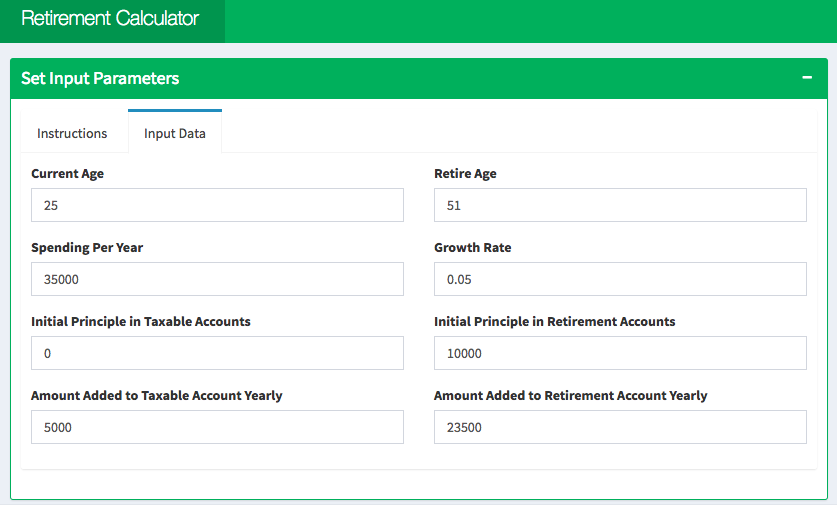 Retirement Calculator
Set Input Parameters
Instructions Input Data
Current Age Retire Age
25 51
Spending Per Year Growth Rate
35000 0.05
Initial Principle in Taxable Accounts Initial Principle in Retirement Accounts
0 10000
Amount Added to Taxable Account Yearly Amount Added to Retirement Account Yearly
5000 23500